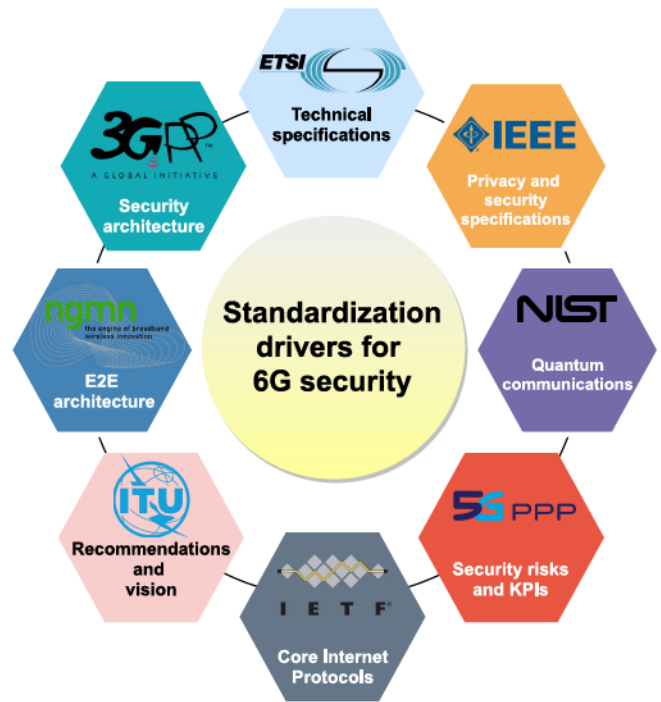 ETSI
Technical
specifications
3GPP™
A GLOBAL INITIATIVE
Security
architecture
IEEE
Privacy and
security
specifications
ngmn
the engine of broadband
wireless innovation
E2E
architecture
Standardization
drivers for
6G security
NIST
Quantum
communications
ITU
Recommendations
and
vision
5G PPP
Security risks
and KPIs
IETF®
Core Internet
Protocols